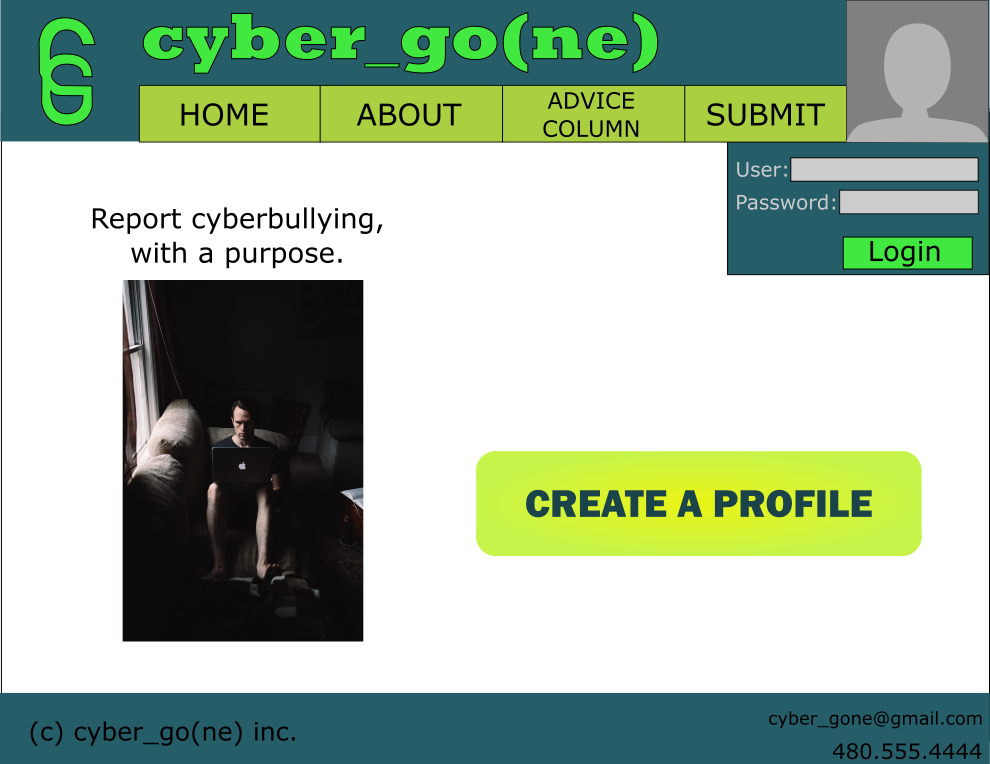 cyber_go(ne)
HOME
ABOUT
ADVICE
COLUMN
SUBMIT
User:
Password:
Login
Report cyberbullying,
with a purpose.
CREATE A PROFILE
(c) cyber_go(ne) inc.
cyber_gone@gmail.com
480.555.4444